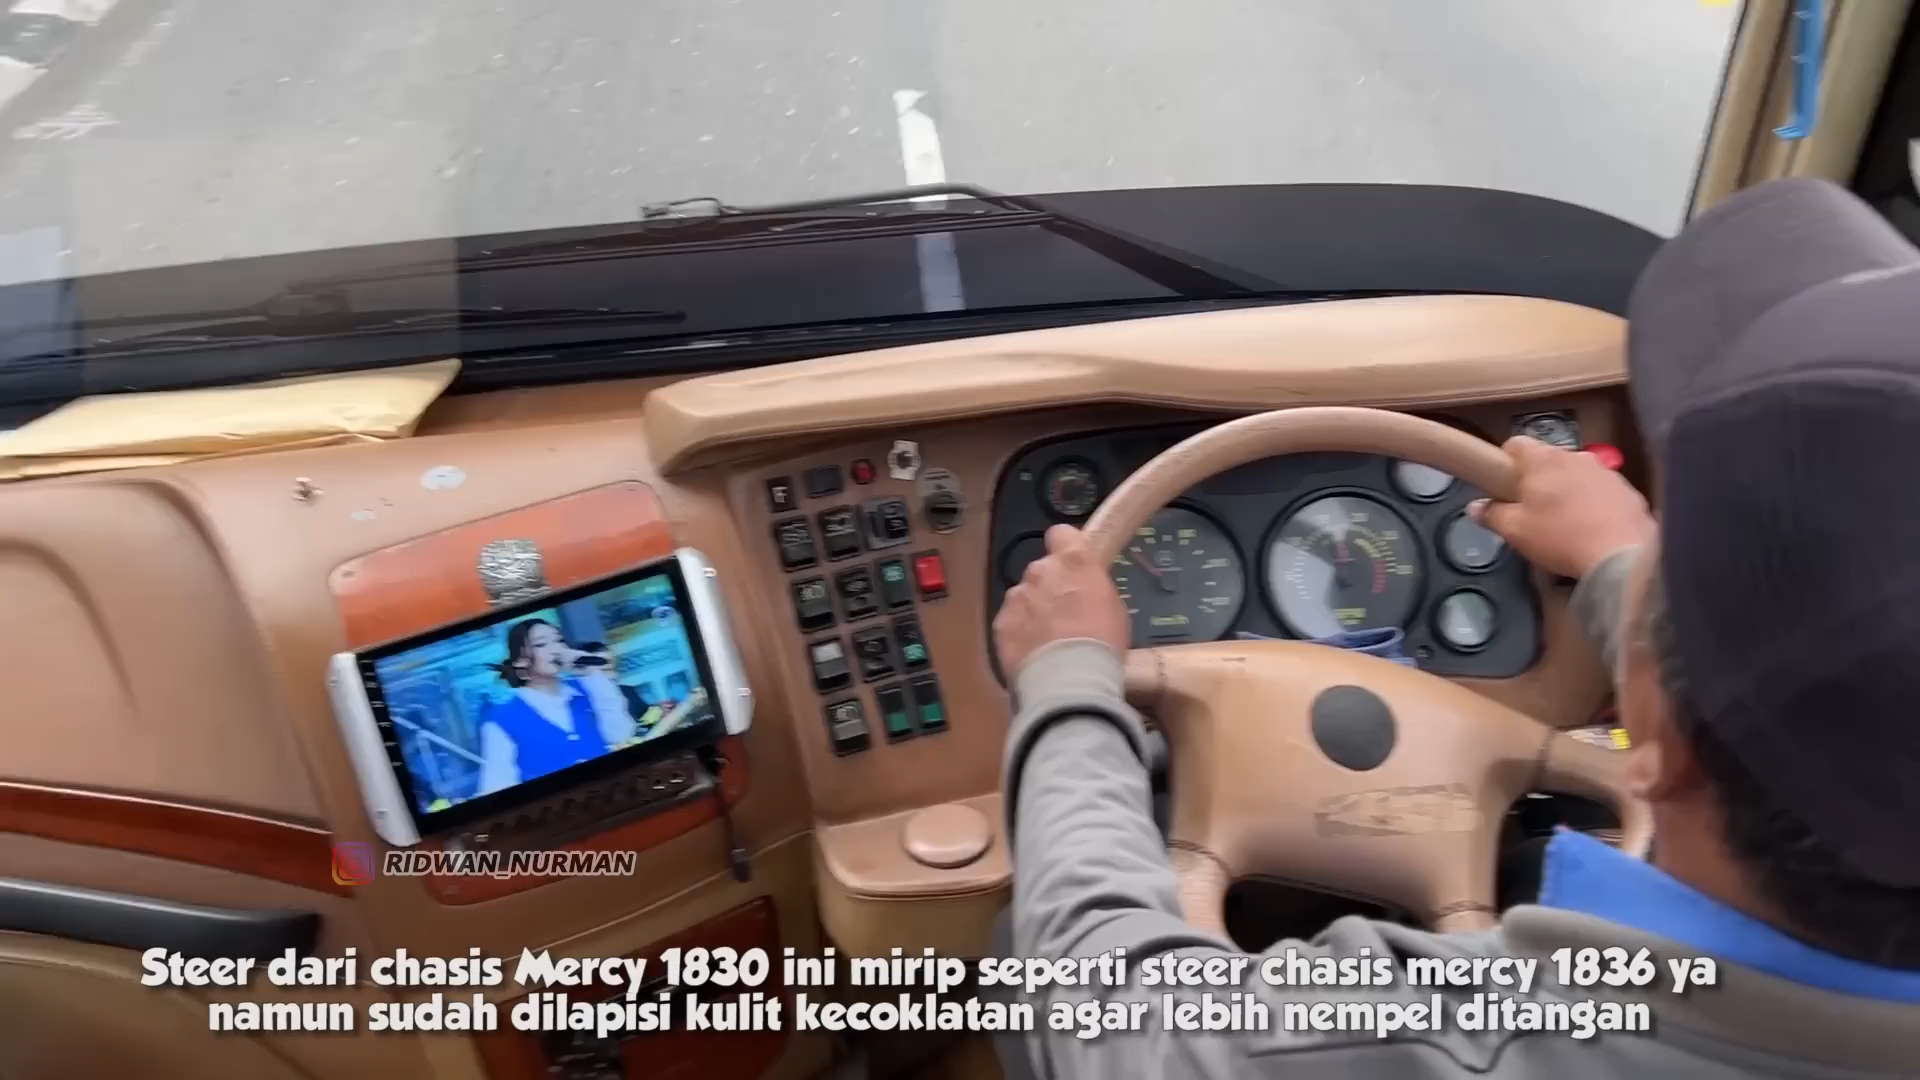 RIDWAN_NURMAN
Steer dari chasis Mercy 1830 ini mirip seperti steer chasis mercy 1836 ya
namun sudah dilapisi kulit kecoklatan agar lebih nempel ditangan